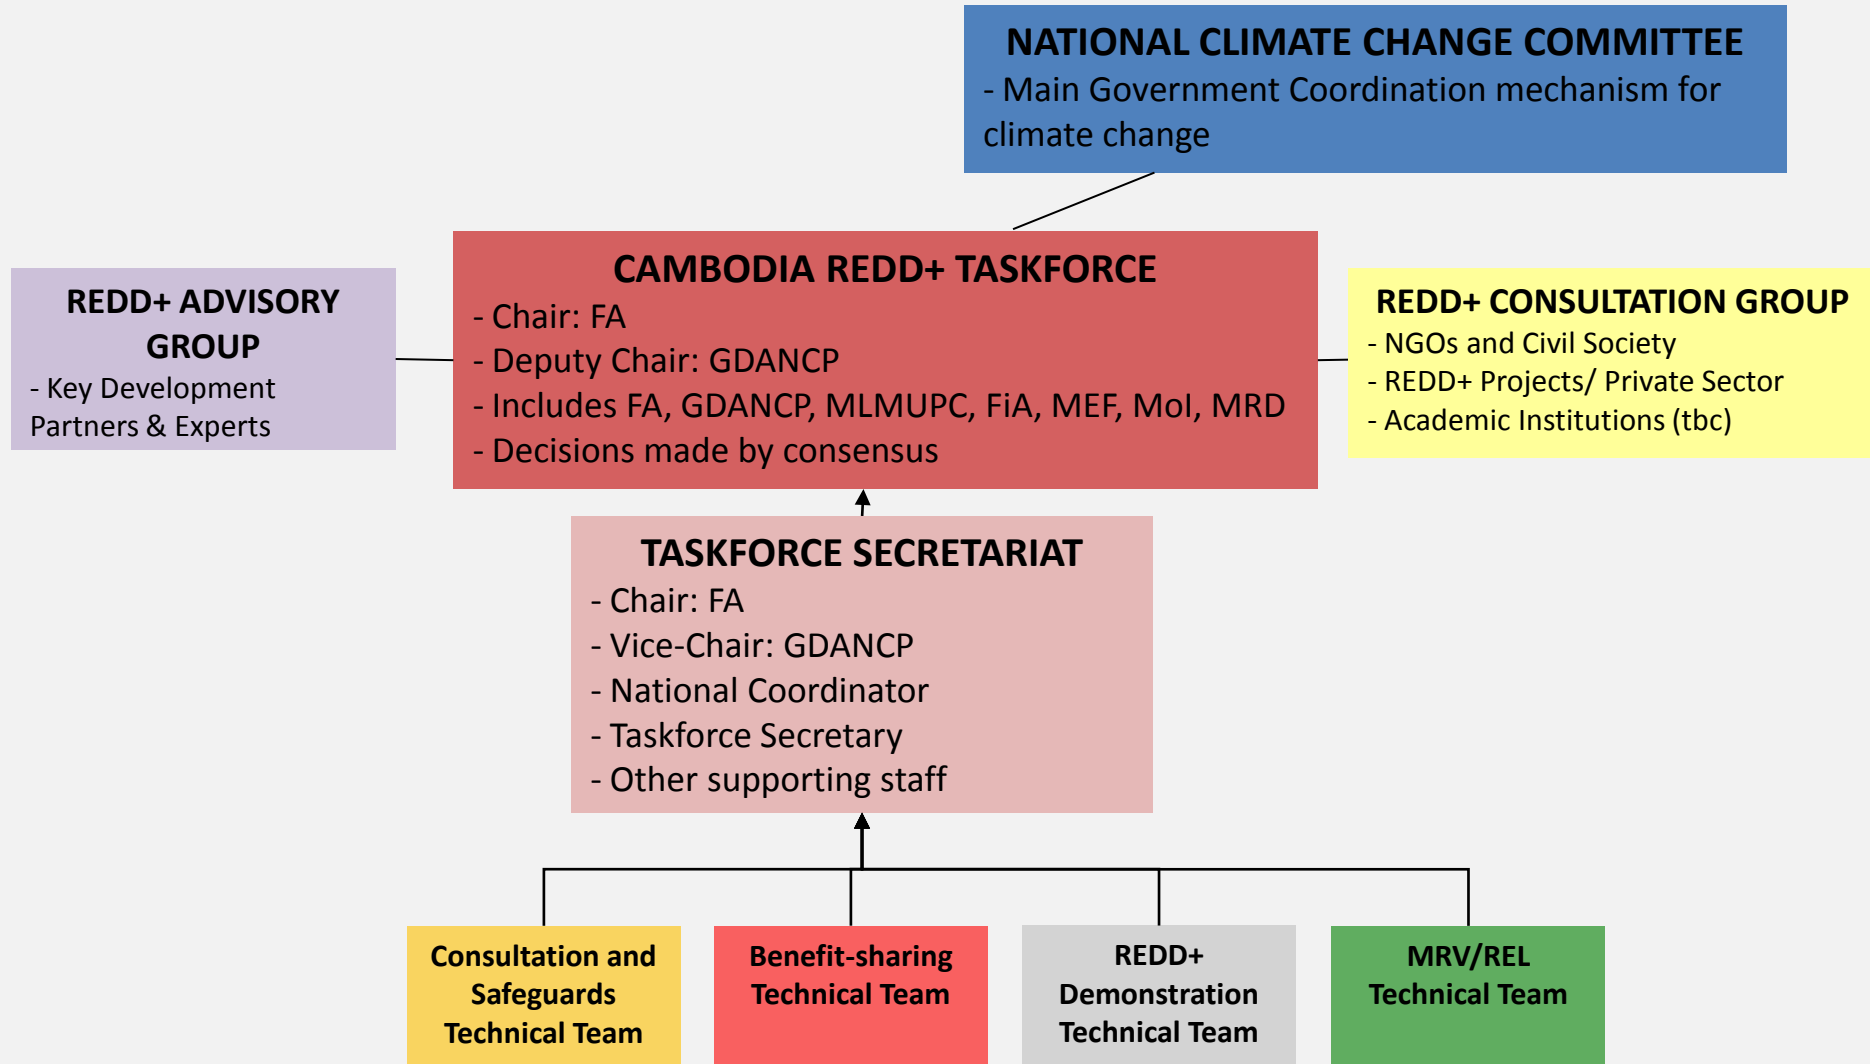 NATIONAL CLIMATE CHANGE COMMITTEE
- Main Government Coordination mechanism for
climate change
CAMBODIA REDD+ TASKFORCE
- Chair: FA
- Deputy Chair: GDANCP
- Includes FA, GDANCP, MLMUPC, FiA, MEF, MoI, MRD
- Decisions made by consensus
REDD+ ADVISORY
GROUP
- Key Development
Partners & Experts
REDD+ CONSULTATION GROUP
- NGOs and Civil Society
- REDD+ Projects/ Private Sector
- Academic Institutions (tbc)
TASKFORCE SECRETARIAT
- Chair: FA
- Vice-Chair: GDANCP
- National Coordinator
- Taskforce Secretary
- Other supporting staff
Consultation and
Safeguards
Technical Team
Benefit-sharing
Technical Team
REDD+
Demonstration
Technical Team
MRV/REL
Technical Team